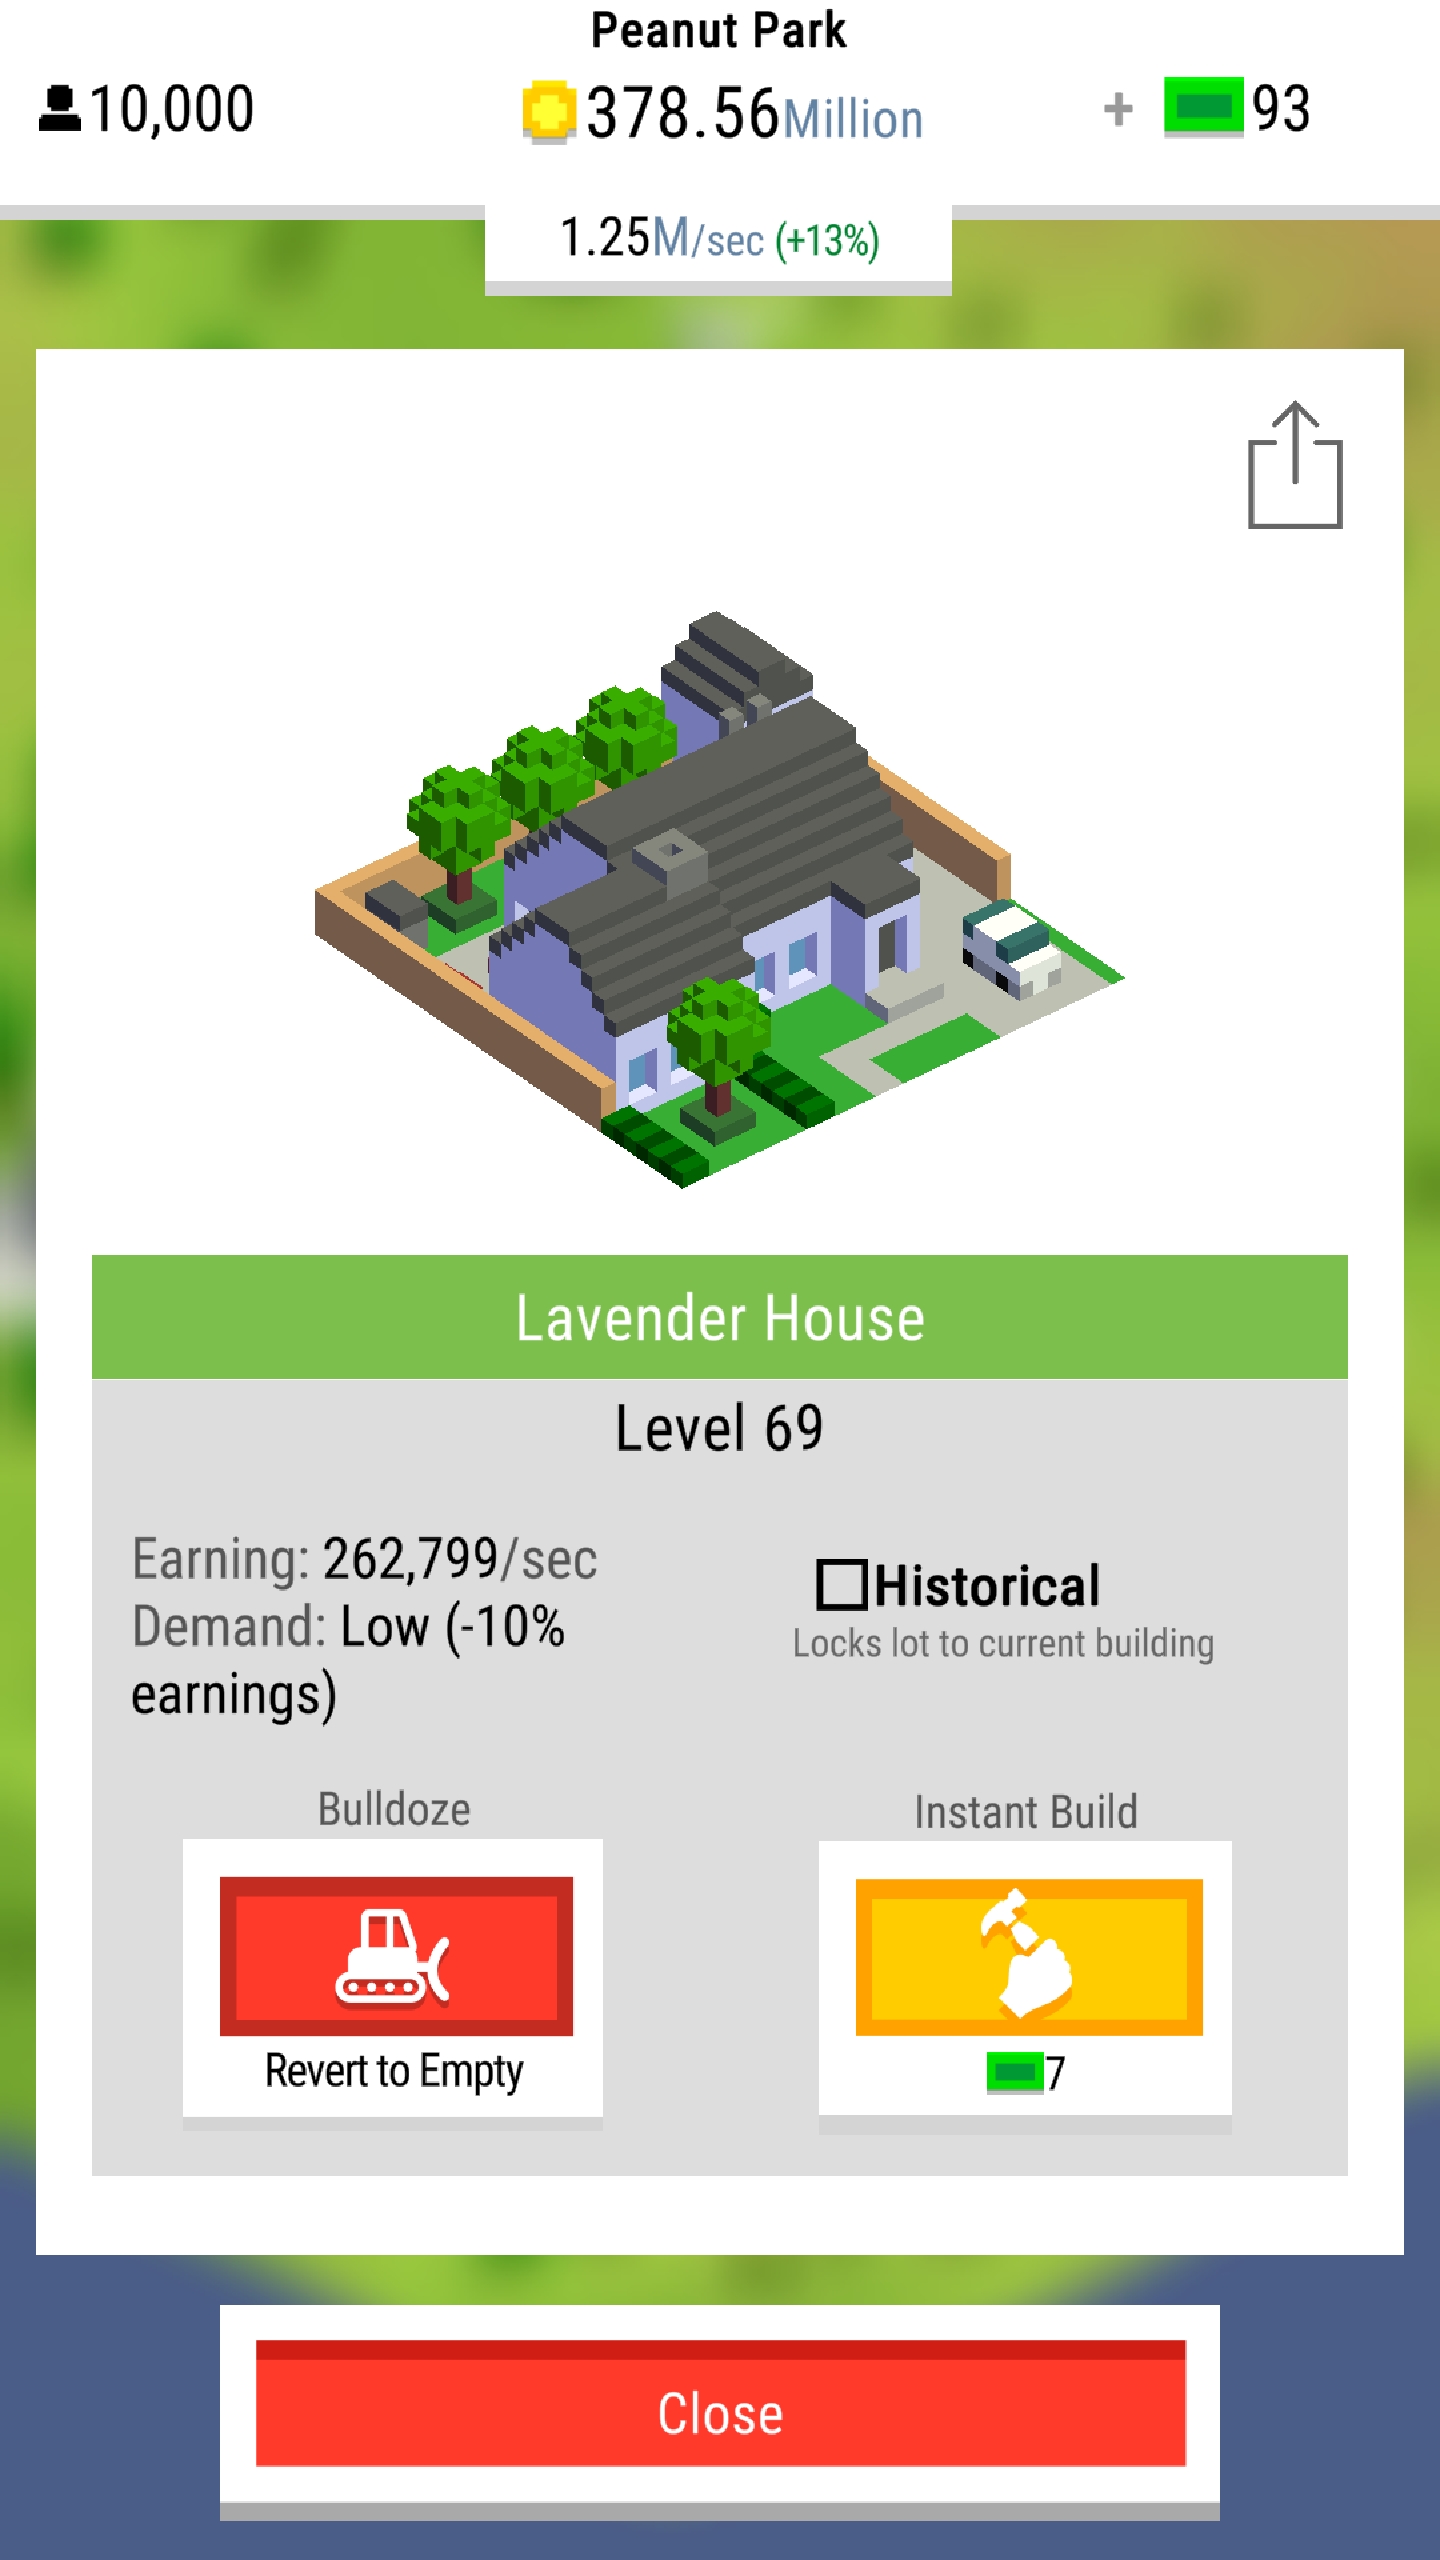 Peanut Park
10,000
378.56Million
+ 93
1.25M/sec (+13%)
Lavender House
Level 69
Earning: 262,799/sec
Demand: Low (-10%
earnings)
Historical
Locks lot to current building
Bulldoze
Revert to Empty
Instant Build
7
Close